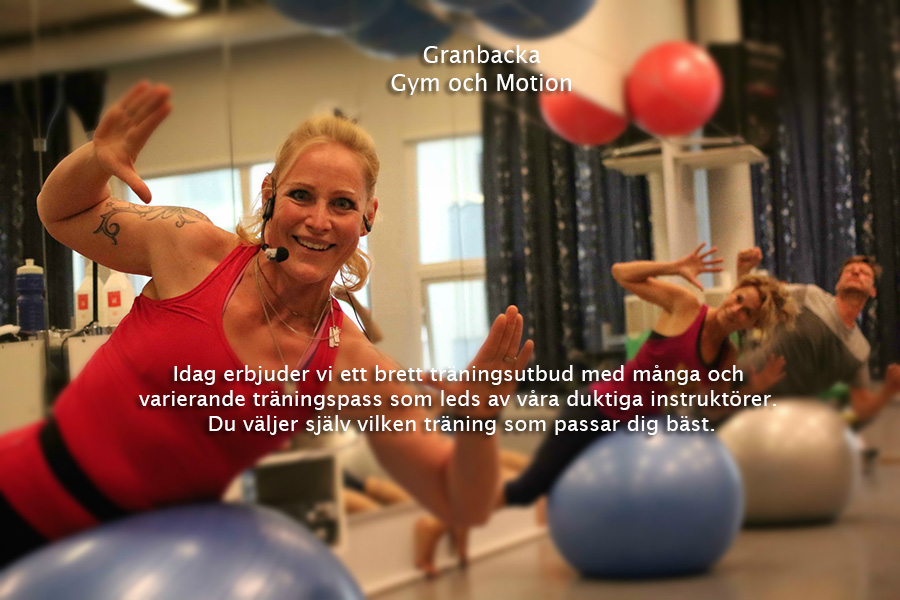 Granbacka
Gym och Motion
Idag erbjuder vi ett brett träningsutbud med många och
varierande träningspass som leds av våra duktiga instruktörer.
Du väljer själv vilken träning som passar dig bäst.